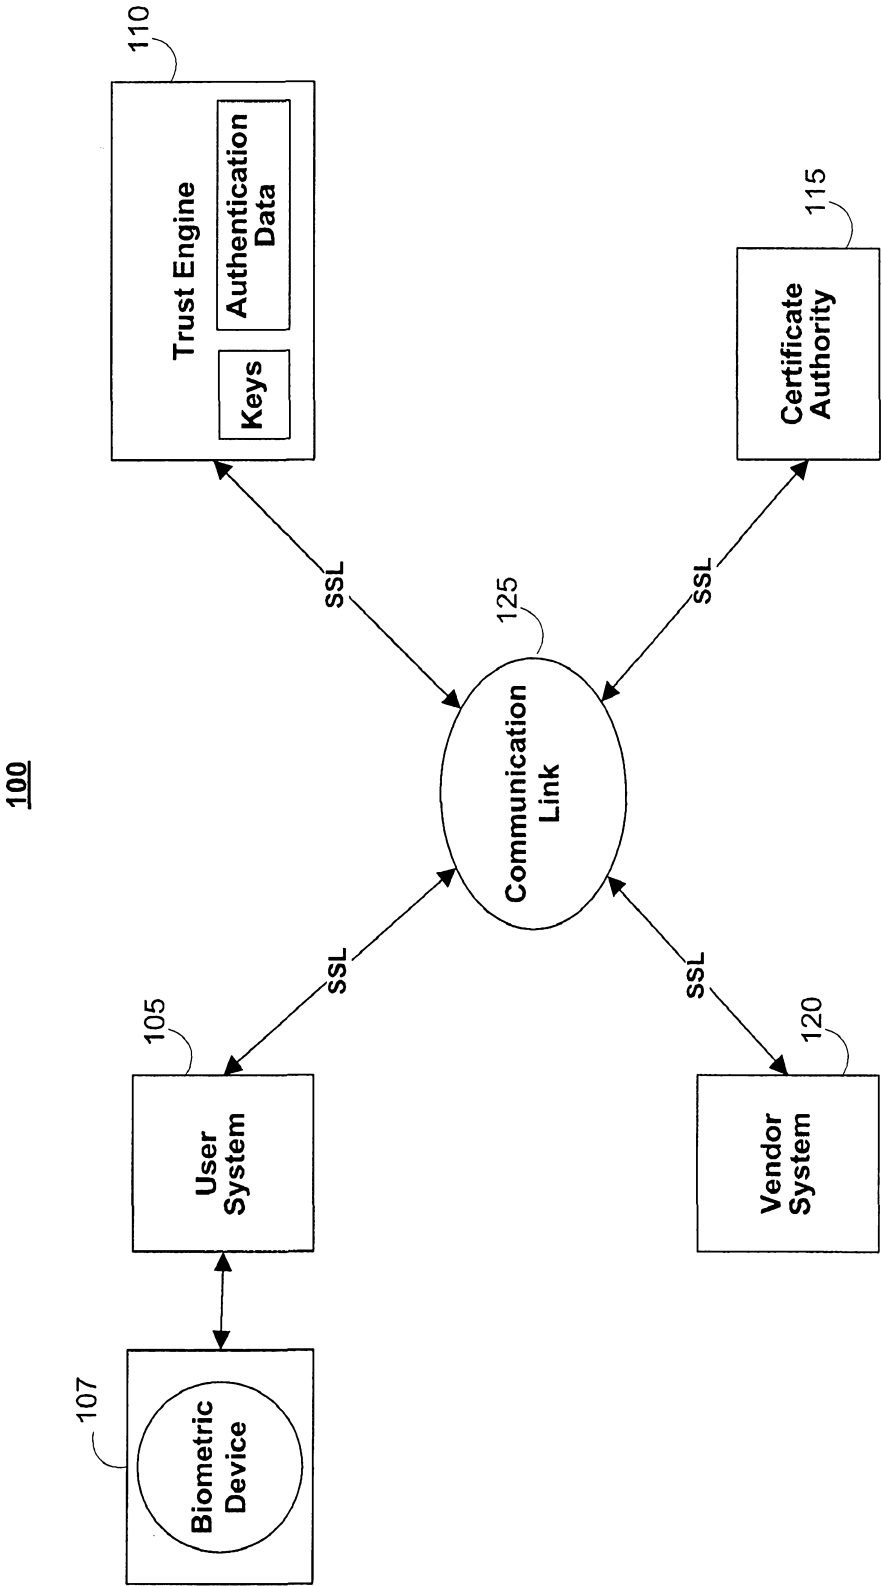 100
107
Biometric
Device
105
User
System
SSL
110
Trust Engine
Keys
Authentication
Data
SSL
125
Communication
Link
120
Vendor
System
SSL
115
Certificate
Authority
SSL